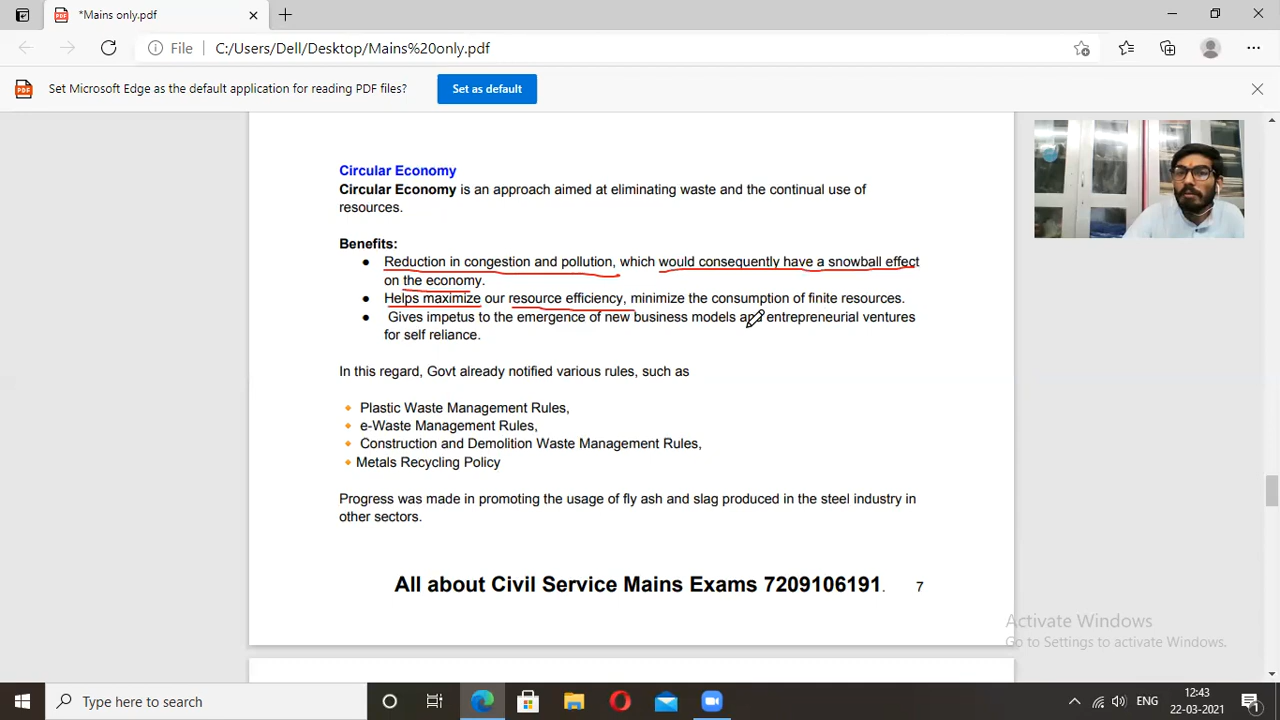 *Mains only.pdf
File
C:/Users/Dell/Desktop/Mains%20only.pdf
Set Microsoft Edge as the default application for reading PDF files?
Set as default
Circular Economy
Circular Economy is an approach aimed at eliminating waste and the continual use of
resources.
Benefits:
● Reduction in congestion and pollution, which would consequently have a snowball effect
on the economy.
● Helps maximize our resource efficiency, minimize the consumption of finite resources.
● Gives impetus to the emergence of new business models and entrepreneurial ventures
for self reliance.
In this regard, Govt already notified various rules, such as
🔸 Plastic Waste Management Rules,
🔸 e-Waste Management Rules,
🔸 Construction and Demolition Waste Management Rules,
🔸Metals Recycling Policy
Progress was made in promoting the usage of fly ash and slag produced in the steel industry in
other sectors.
All about Civil Service Mains Exams 7209106191. 7
Activate Windows
Go to Settings to activate Windows.
Type here to search
ENG
12:43
22-03-2021
1